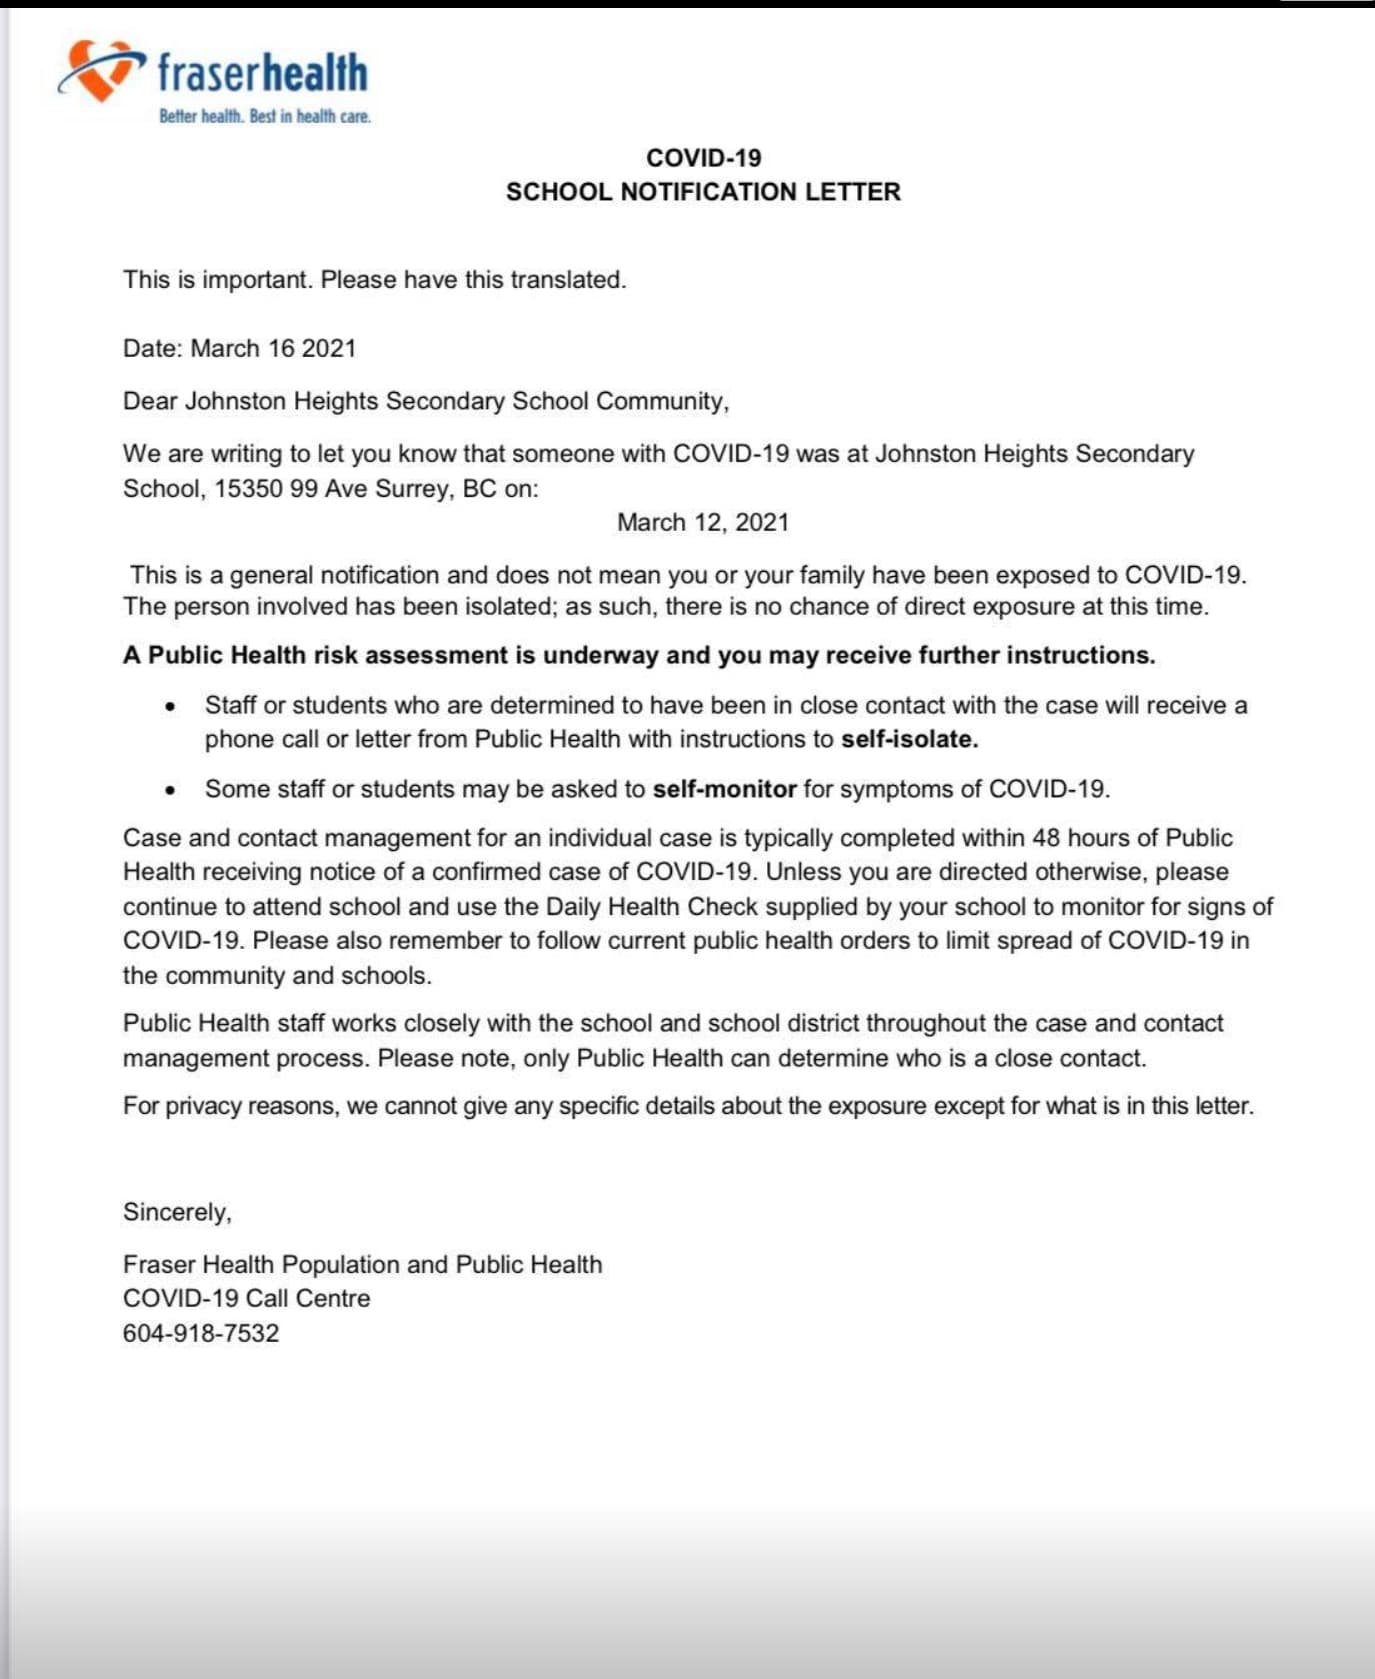 fraserhealth
Better health. Best in health care.
COVID-19
SCHOOL NOTIFICATION LETTER
This is important. Please have this translated.
Date: March 16 2021
Dear Johnston Heights Secondary School Community,
We are writing to let you know that someone with COVID-19 was at Johnston Heights Secondary
School, 15350 99 Ave Surrey, BC on:
March 12, 2021
This is a general notification and does not mean you or your family have been exposed to COVID-19.
The person involved has been isolated; as such, there is no chance of direct exposure at this time.
A Public Health risk assessment is underway and you may receive further instructions.
• Staff or students who are determined to have been in close contact with the case will receive a
phone call or letter from Public Health with instructions to self-isolate.
• Some staff or students may be asked to self-monitor for symptoms of COVID-19.
Case and contact management for an individual case is typically completed within 48 hours of Public
Health receiving notice of a confirmed case of COVID-19. Unless you are directed otherwise, please
continue to attend school and use the Daily Health Check supplied by your school to monitor for signs of
COVID-19. Please also remember to follow current public health orders to limit spread of COVID-19 in
the community and schools.
Public Health staff works closely with the school and school district throughout the case and contact
management process. Please note, only Public Health can determine who is a close contact.
For privacy reasons, we cannot give any specific details about the exposure except for what is in this letter.
Sincerely,
Fraser Health Population and Public Health
COVID-19 Call Centre
604-918-7532